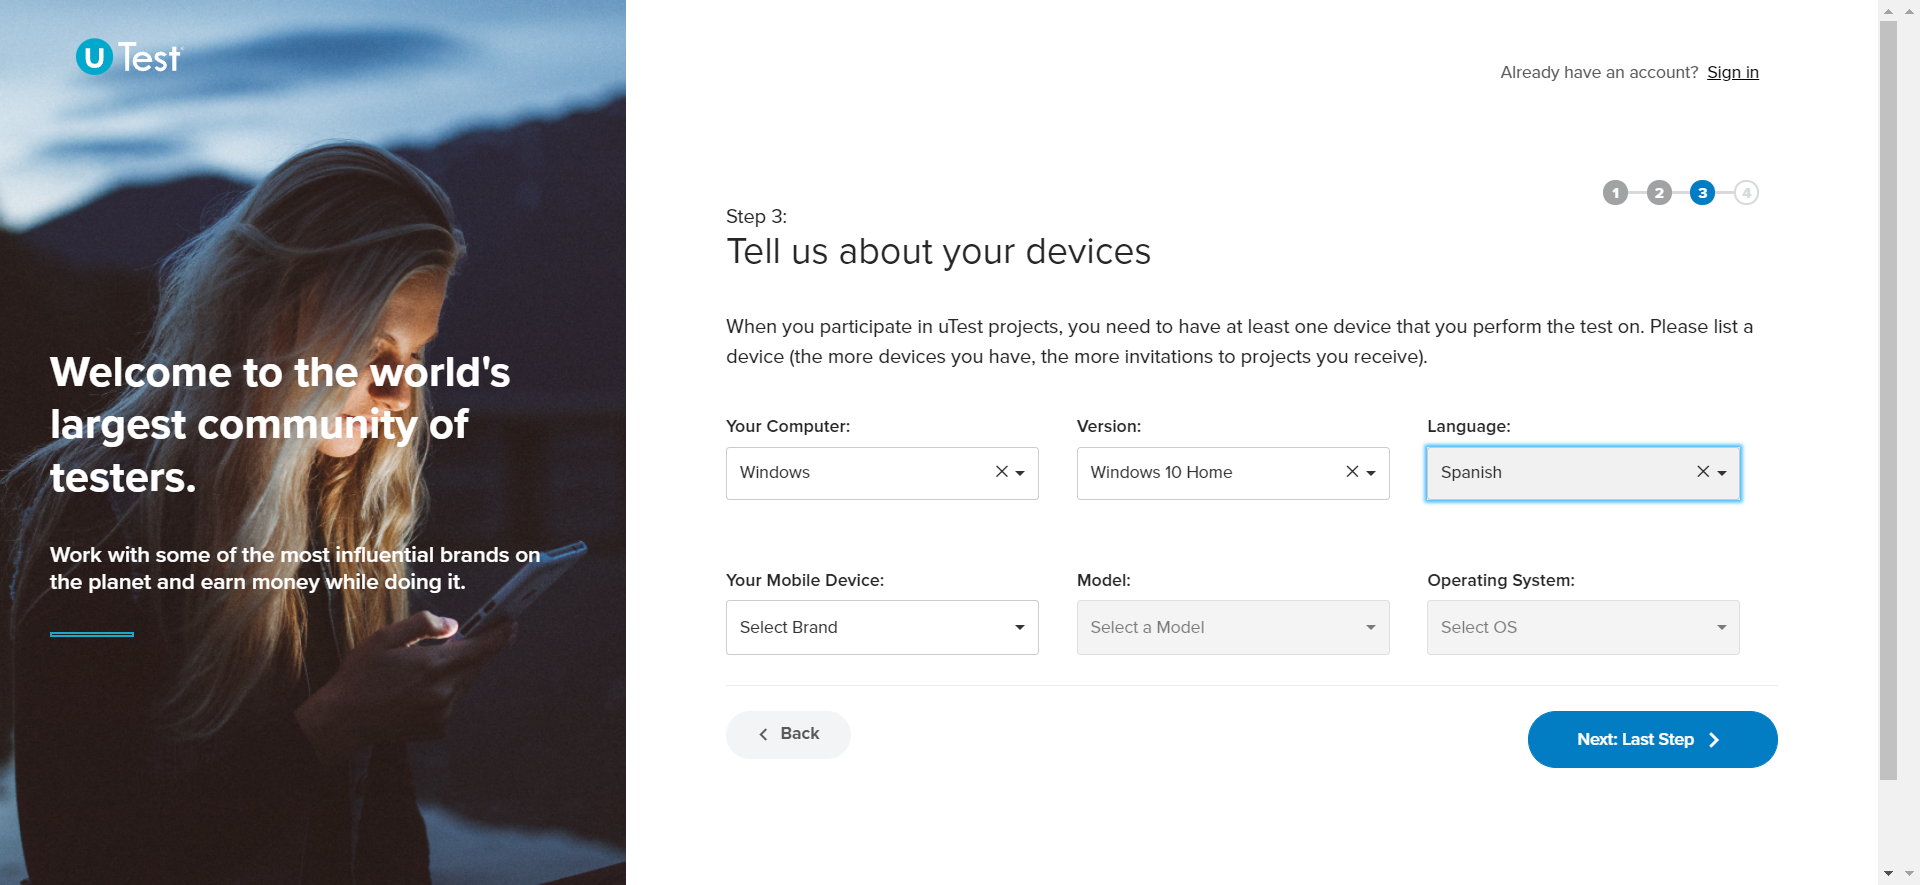 U Test
Already have an account? Sign in
1 2 3 4
Step 3:
Tell us about your devices
When you participate in uTest projects, you need to have at least one device that you perform the test on. Please list a
device (the more devices you have, the more invitations to projects you receive).
Welcome to the world's
largest community of
testers.
Work with some of the most influential brands on
the planet and earn money while doing it.
Your Computer: Version: Language:
Windows Windows 10 Home Spanish
Your Mobile Device: Model: Operating System:
Select Brand Select a Model Select OS
Back Next: Last Step